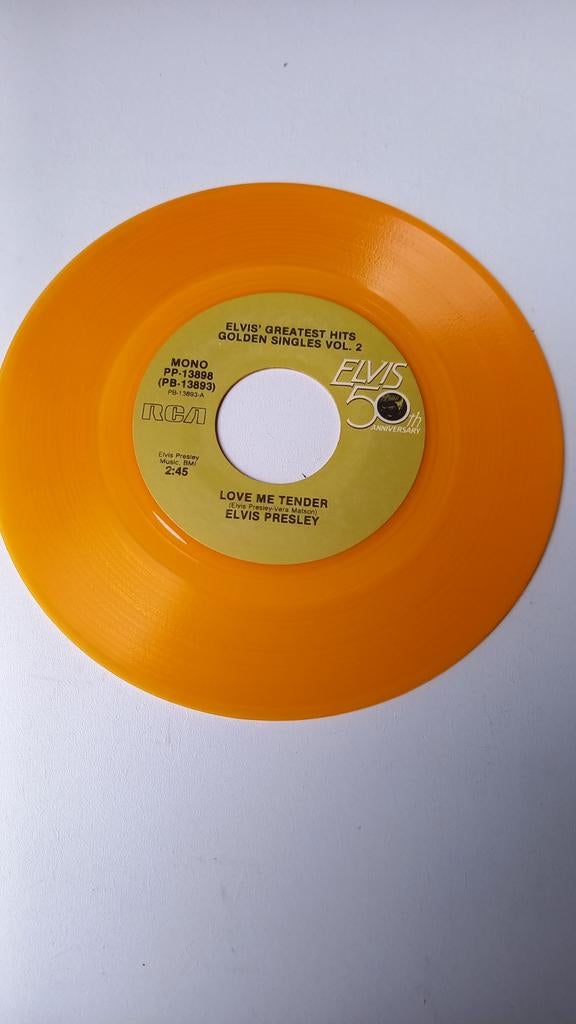 ELVIS' GREATEST HITS
GOLDEN SINGLES VOL. 2
MONO
PP-13898
(PB-13893)
PB-13893-A
RCA
ELVIS
50th
ANNIVERSARY
Elvis Presley
Music, BMI
2:45
LOVE ME TENDER
(Elvis Presley-Vera Matson)
ELVIS PRESLEY